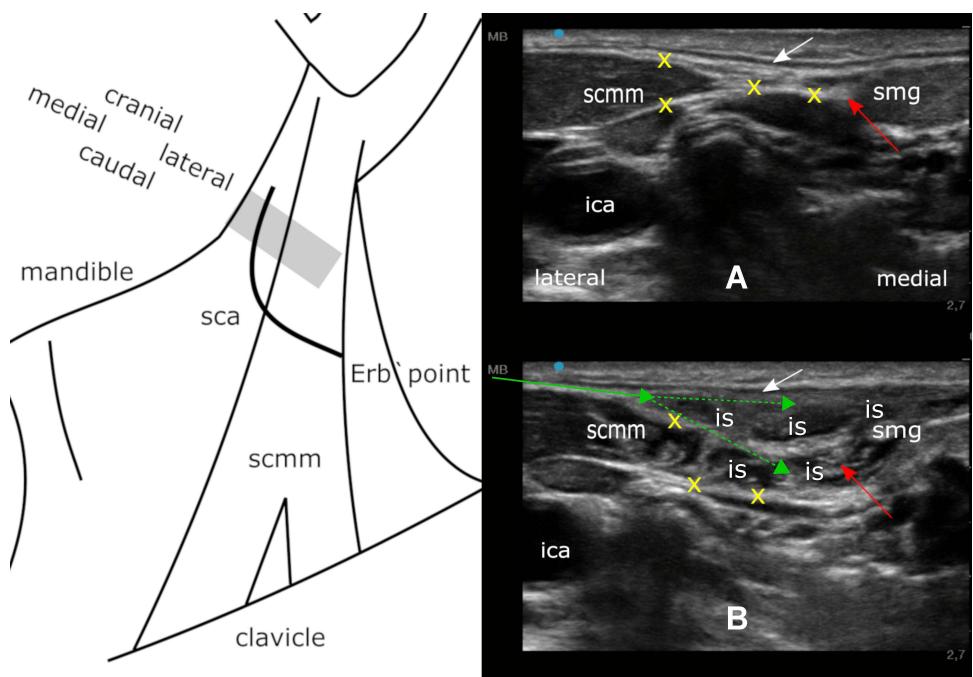 cranial
medial
lateral
caudal
mandible
sca
Erb`point
scmm
clavicle
MB
x
scmm
x
x
x
smg
ica
lateral
A
medial
2,7
MB
is
is
is
scmm
x
smg
is
is
x
x
ica
B
2,7